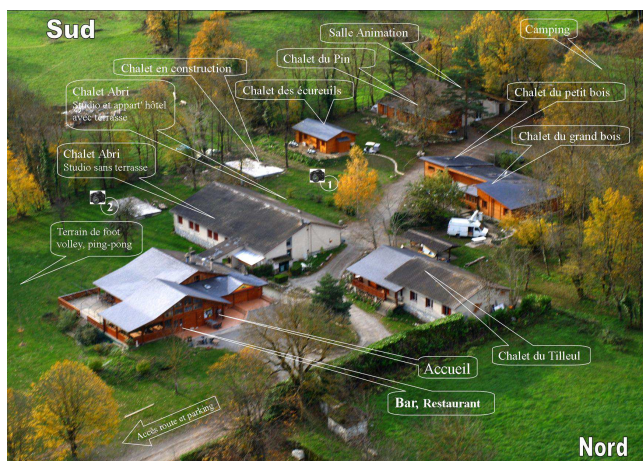 Sud
Salle Animation
Camping
Chalet du Pin
Chalet en construction
Chalet des écureuils
Chalet du petit bois
Chalet Abri
Studio et appart' hôtel
avec terrasse
Chalet du grand bois
Chalet Abri
Studio sans terrasse
1
2
Terrain de foot
volley, ping-pong
Chalet du Tilleul
Accueil
Bar, Restaurant
Accès route et parking
Nord